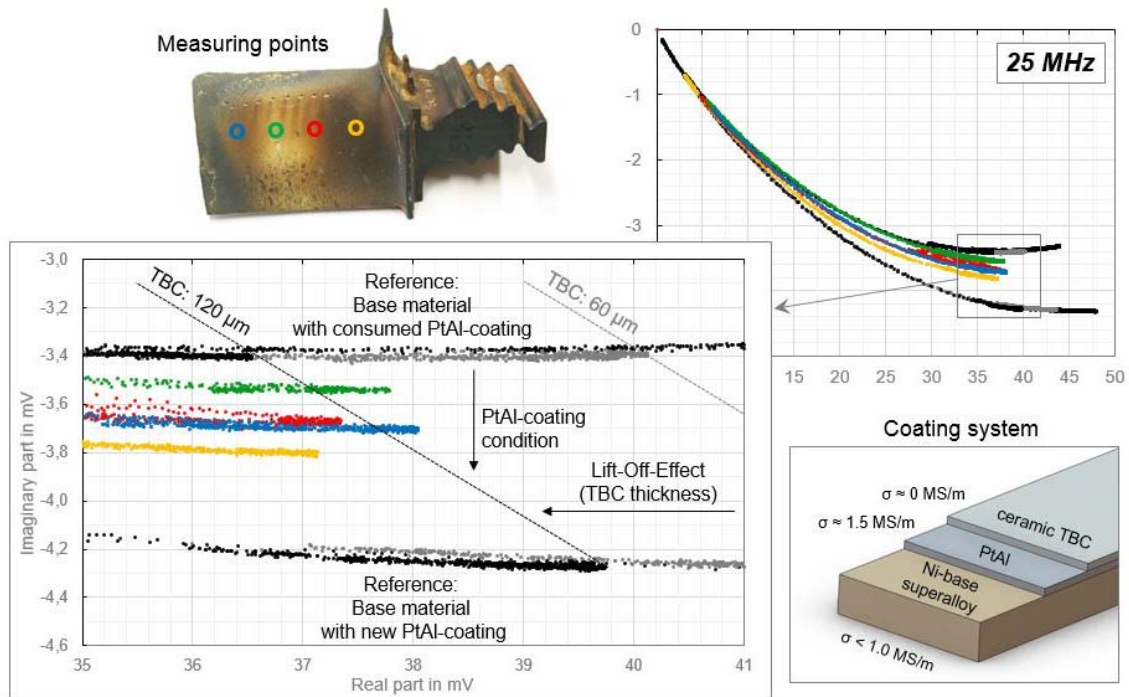 Measuring points
25 MHz
0
-1
-2
-3
15 20 25 30 35 40 45 50
-3,0
-3,2
-3,4
-3,6
-3,8
-4,0
-4,2
-4,4
-4,6
Imaginary part in mV
35 36 37 38 39 40 41
Real part in mV
TBC: 120 µm
TBC: 60 µm
Reference:
Base material
with consumed PtAl-coating
PtAl-coating
condition
Lift-Off-Effect
(TBC thickness)
Reference:
Base material
with new PtAl-coating
Coating system
σ ≈ 0 MS/m
σ ≈ 1.5 MS/m
σ < 1.0 MS/m
ceramic TBC
PtAl
Ni-base
superalloy